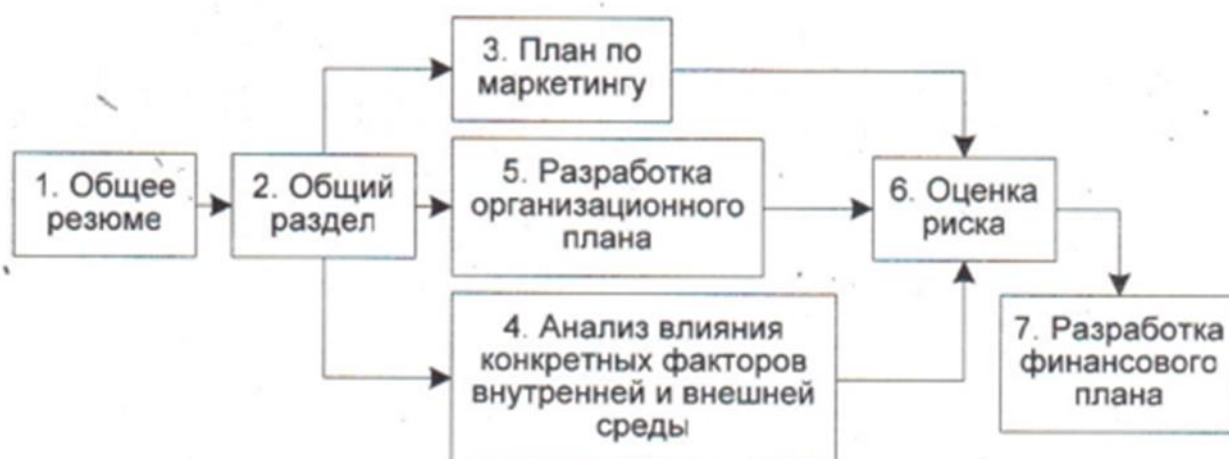 1. Общее
резюме
2. Общий
раздел
3. План по
маркетингу
5. Разработка
организационного
плана
4. Анализ влияния
конкретных факторов
внутренней и внешней
среды
6. Оценка
риска
7. Разработка
финансового
плана